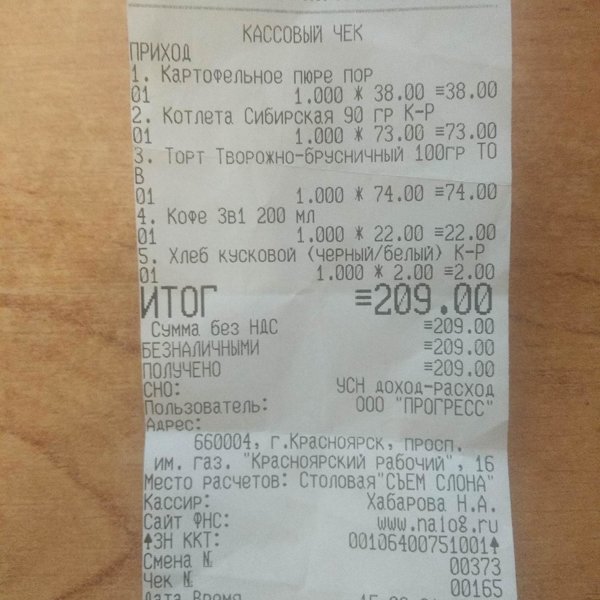 КАССОВЫЙ ЧЕК
ПРИХОД
1. Картофельное пюре пор
01 1.000 * 38.00 =38.00
2. Котлета Сибирская 90 гр К-Р
01 1.000 * 73.00 =73.00
3. Торт Творожно-брусничный 100гр ТО
В
01 1.000 * 74.00 =74.00
4. Кофе 3в1 200 мл
01 1.000 * 22.00 =22.00
5. Хлеб кусковой (черный/белый) К-Р
01 1.000 * 2.00 =2.00
ИТОГ =209.00
Сумма без НДС =209.00
БЕЗНАЛИЧНЫМИ =209.00
ПОЛУЧЕНО =209.00
СНО: УСН доход-расход
Пользователь: ООО "ПРОГРЕСС"
Адрес:
660004, г.Красноярск, просп.
им. газ. "Красноярский рабочий", 16
Место расчетов: Столовая"СЪЕМ СЛОНА"
Кассир: Хабарова Н.А.
Сайт ФНС: www.nalog.ru
ЗН ККТ: 00106400751001
Смена № 00373
Чек № 00165
Дата Время